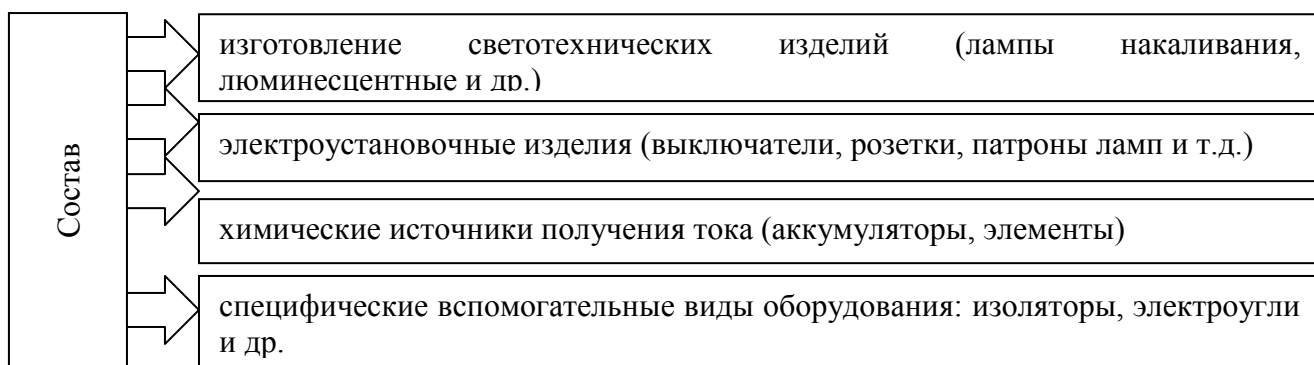 Состав
изготовление светотехнических изделий (лампы накаливания,
люминесцентные и др.)
электроустановочные изделия (выключатели, розетки, патроны ламп и т.д.)
химические источники получения тока (аккумуляторы, элементы)
специфические вспомогательные виды оборудования: изоляторы, электроугли
и др.